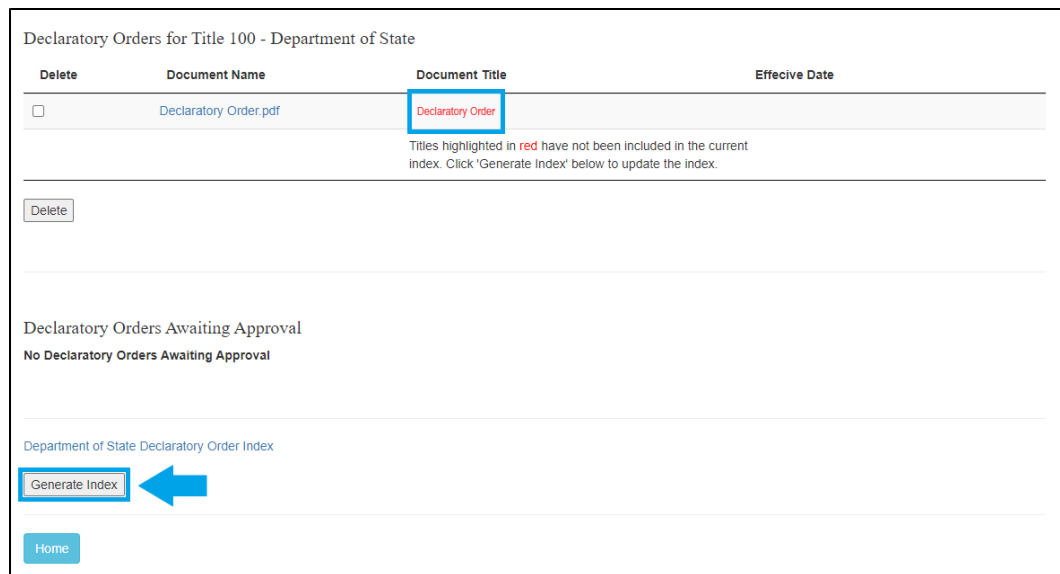 Declaratory Orders for Title 100 - Department of State
Delete Document Name Document Title Effecive Date
Declaratory Order.pdf Declaratory Order
Titles highlighted in red have not been included in the current
index. Click 'Generate Index' below to update the index.
Delete
Declaratory Orders Awaiting Approval
No Declaratory Orders Awaiting Approval
Department of State Declaratory Order Index
Generate Index
Home